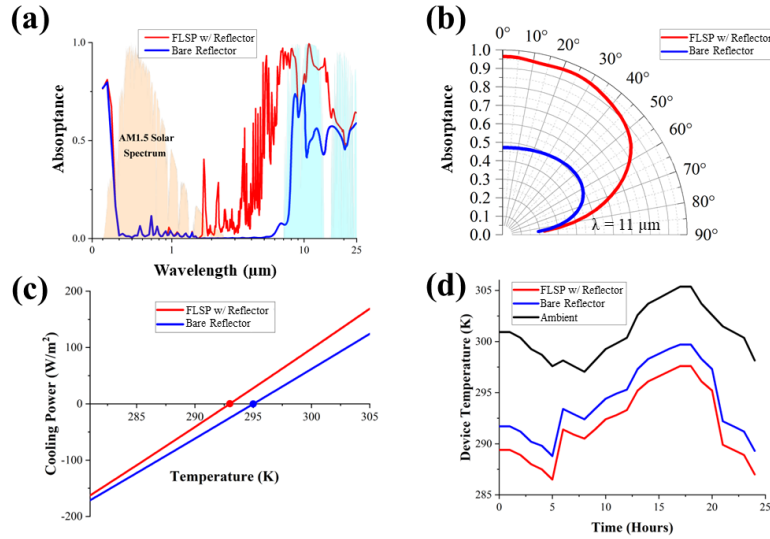 (a)
FLSP w/ Reflector
Bare Reflector
1.0
0.5
0.0
Absorptance
AM1.5 Solar
Spectrum
0
1
10
25
Wavelength (µm)
(b)
FLSP w/ Reflector
Bare Reflector
0°
10°
20°
30°
40°
50°
60°
70°
80°
90°
1.0
0.9
0.8
0.7
0.6
0.5
0.4
0.3
0.2
0.1
0.0
Absorptance
λ = 11 µm
(c)
FLSP w/ Reflector
Bare Reflector
200
100
0
-100
-200
Cooling Power (W/m²)
285
290
295
300
305
Temperature (K)
(d)
FLSP w/ Reflector
Bare Reflector
Ambient
305
300
295
290
285
Device Temperature (K)
0
5
10
15
20
25
Time (Hours)